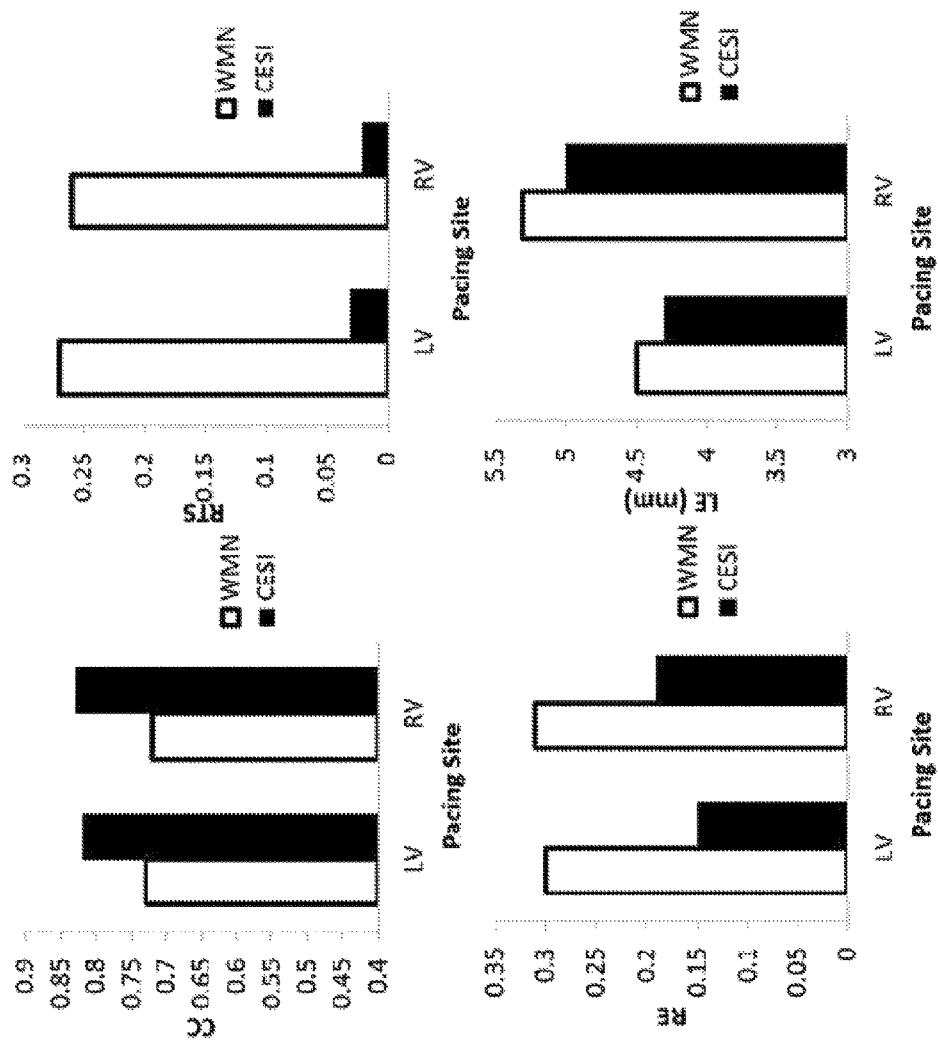 CC
0.9
0.85
0.8
0.75
0.7
0.65
0.6
0.55
0.5
0.45
0.4
LV
RV
Pacing Site
WMN
CESI
RTS
0.3
0.25
0.2
0.15
0.1
0.05
0
LV
RV
Pacing Site
WMN
CESI
RE
0.35
0.3
0.25
0.2
0.15
0.1
0.05
0
LV
RV
Pacing Site
WMN
CESI
LE (mm)
5.5
5
4.5
4
3.5
3
LV
RV
Pacing Site
WMN
CESI